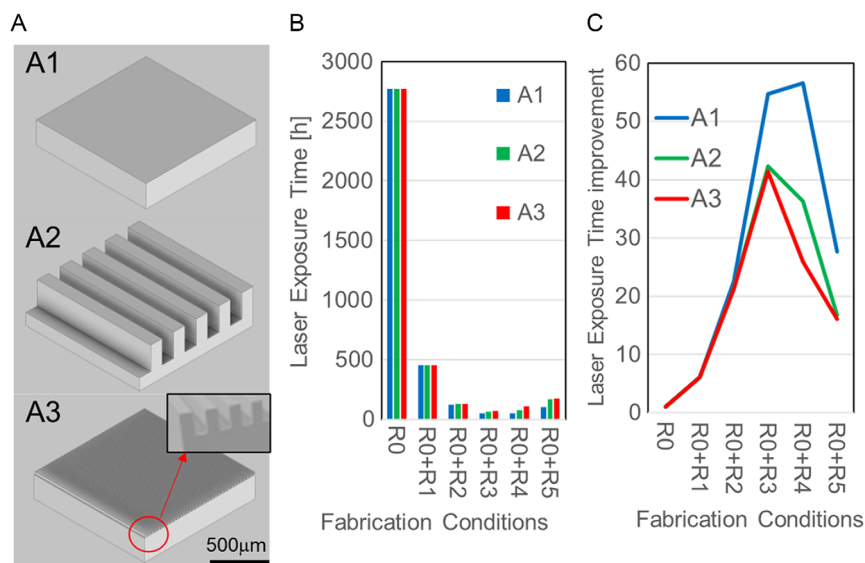 A
A1
A2
A3
500μm
B
3000
2500
2000
1500
1000
500
0
Laser Exposure Time [h]
A1
A2
A3
R0
R0+R1
R0+R2
R0+R3
R0+R4
R0+R5
Fabrication Conditions
C
60
50
40
30
20
10
0
Laser Exposure Time improvement
A1
A2
A3
R0
R0+R1
R0+R2
R0+R3
R0+R4
R0+R5
Fabrication Conditions